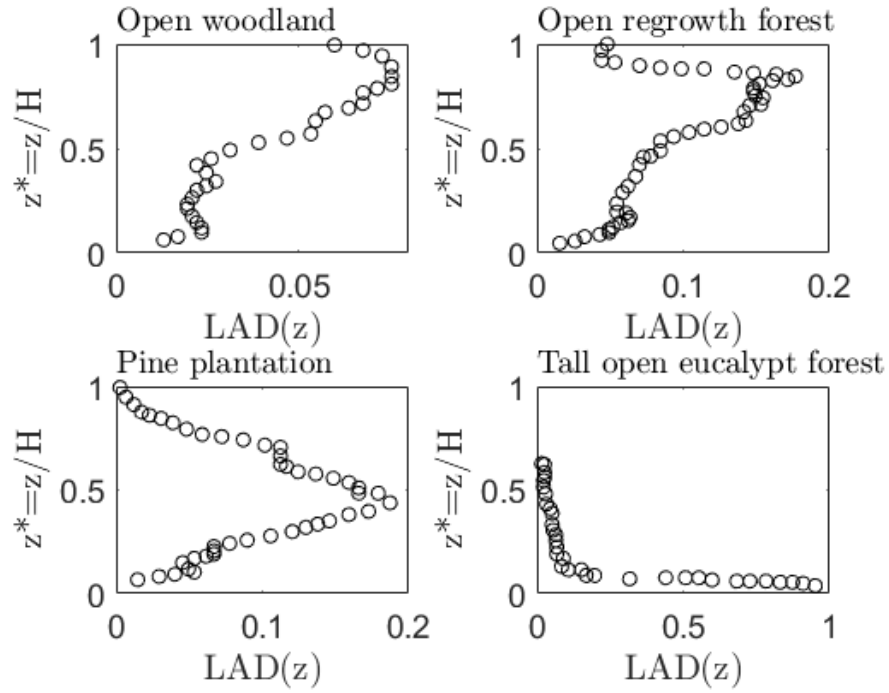 Open woodland
1
0.5
0
z*=z/H
0
0.05
LAD(z)
Open regrowth forest
1
0.5
0
z*=z/H
0
0.1
0.2
LAD(z)
Pine plantation
1
0.5
0
z*=z/H
0
0.1
0.2
LAD(z)
Tall open eucalypt forest
1
0.5
0
z*=z/H
0
0.5
1
LAD(z)